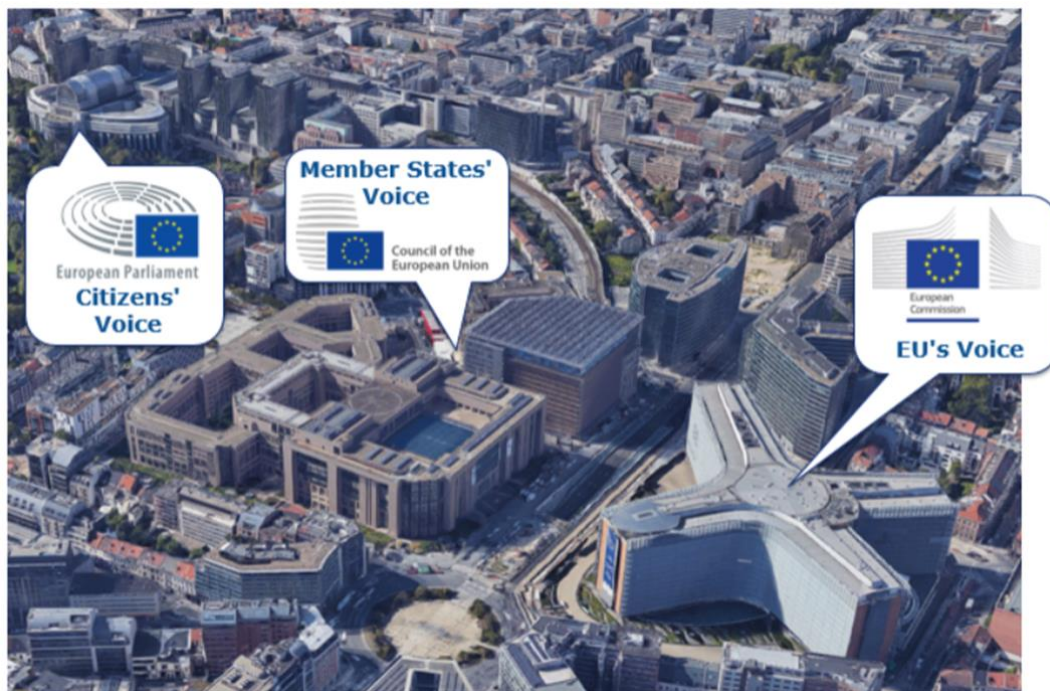 European Parliament
Citizens'
Voice
Member States'
Voice
Council of the
European Union
European
Commission
EU's Voice